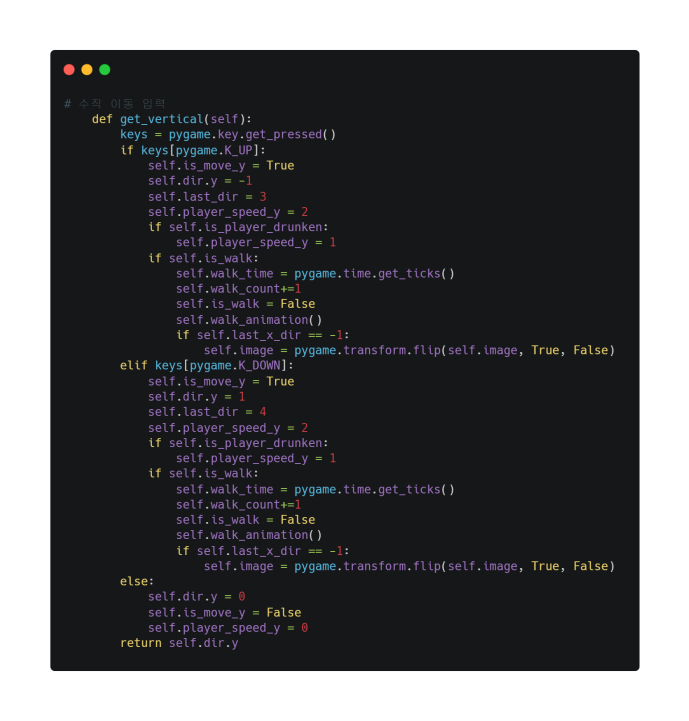 # 수직 이동 입력
def get_vertical(self):
keys = pygame.key.get_pressed()
if keys[pygame.K_UP]:
self.is_move_y = True
self.dir.y = -1
self.last_dir = 3
self.player_speed_y = 2
if self.is_player_drunken:
self.player_speed_y = 1
if self.is_walk:
self.walk_time = pygame.time.get_ticks()
self.walk_count+=1
self.is_walk = False
self.walk_animation()
if self.last_x_dir == -1:
self.image = pygame.transform.flip(self.image, True, False)
elif keys[pygame.K_DOWN]:
self.is_move_y = True
self.dir.y = 1
self.last_dir = 4
self.player_speed_y = 2
if self.is_player_drunken:
self.player_speed_y = 1
if self.is_walk:
self.walk_time = pygame.time.get_ticks()
self.walk_count+=1
self.is_walk = False
self.walk_animation()
if self.last_x_dir == -1:
self.image = pygame.transform.flip(self.image, True, False)
else:
self.dir.y = 0
self.is_move_y = False
self.player_speed_y = 0
return self.dir.y